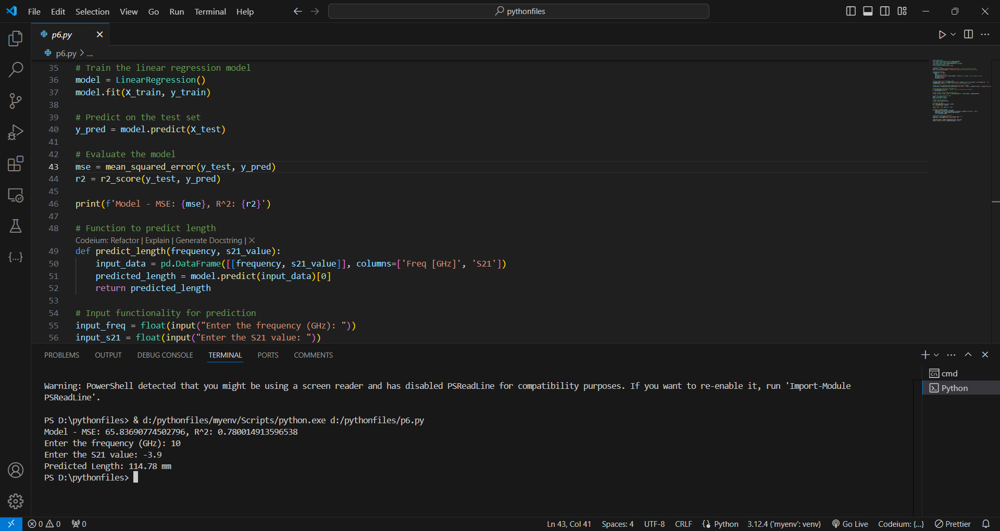 File Edit Selection View Go Run Terminal Help
pythonfiles
p6.py
p6.py > ...
35 # Train the linear regression model
36 model = LinearRegression()
37 model.fit(X_train, y_train)
38
39 # Predict on the test set
40 y_pred = model.predict(X_test)
41
42 # Evaluate the model
43 mse = mean_squared_error(y_test, y_pred)
44 r2 = r2_score(y_test, y_pred)
45
46 print(f'Model - MSE: {mse}, R^2: {r2}')
47
48 # Function to predict length
Codeium: Refactor | Explain | Generate Docstring | ×
49 def predict_length(frequency, s21_value):
50     input_data = pd.DataFrame([[frequency, s21_value]], columns=['Freq [GHz]', 'S21'])
51     predicted_length = model.predict(input_data)[0]
52     return predicted_length
53
54 # Input functionality for prediction
55 input_freq = float(input("Enter the frequency (GHz): "))
56 input_s21 = float(input("Enter the S21 value: "))
PROBLEMS OUTPUT DEBUG CONSOLE TERMINAL PORTS COMMENTS
cmd
Python
Warning: PowerShell detected that you might be using a screen reader and has disabled PSReadLine for compatibility purposes. If you want to re-enable it, run 'Import-Module
PSReadLine'.
PS D:\pythonfiles> & d:/pythonfiles/myenv/Scripts/python.exe d:/pythonfiles/p6.py
Model - MSE: 65.83690774502796, R^2: 0.780014913596538
Enter the frequency (GHz): 10
Enter the S21 value: -3.9
Predicted Length: 114.78 mm
PS D:\pythonfiles>
0 0 0 Ln 43, Col 41 Spaces: 4 UTF-8 CRLF Python 3.12.4 ('myenv': venv) Go Live Codeium: {...} Prettier